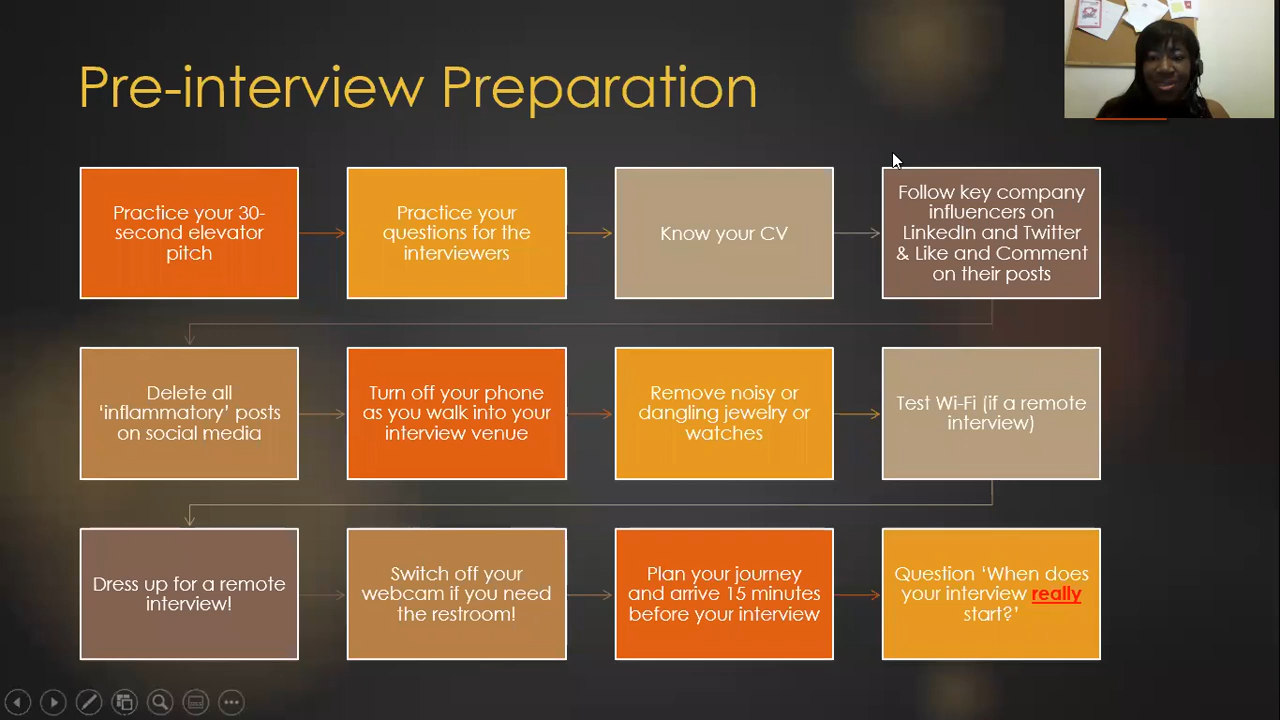 Pre-interview Preparation
Practice your 30-
second elevator
pitch
Practice your
questions for the
interviewers
Know your CV
Follow key company
influencers on
LinkedIn and Twitter
& Like and Comment
on their posts
Delete all
‘inflammatory’ posts
on social media
Turn off your phone
as you walk into your
interview venue
Remove noisy or
dangling jewelry or
watches
Test Wi-Fi (if a remote
interview)
Dress up for a remote
interview!
Switch off your
webcam if you need
the restroom!
Plan your journey
and arrive 15 minutes
before your interview
Question ‘When does
your interview really
start?’